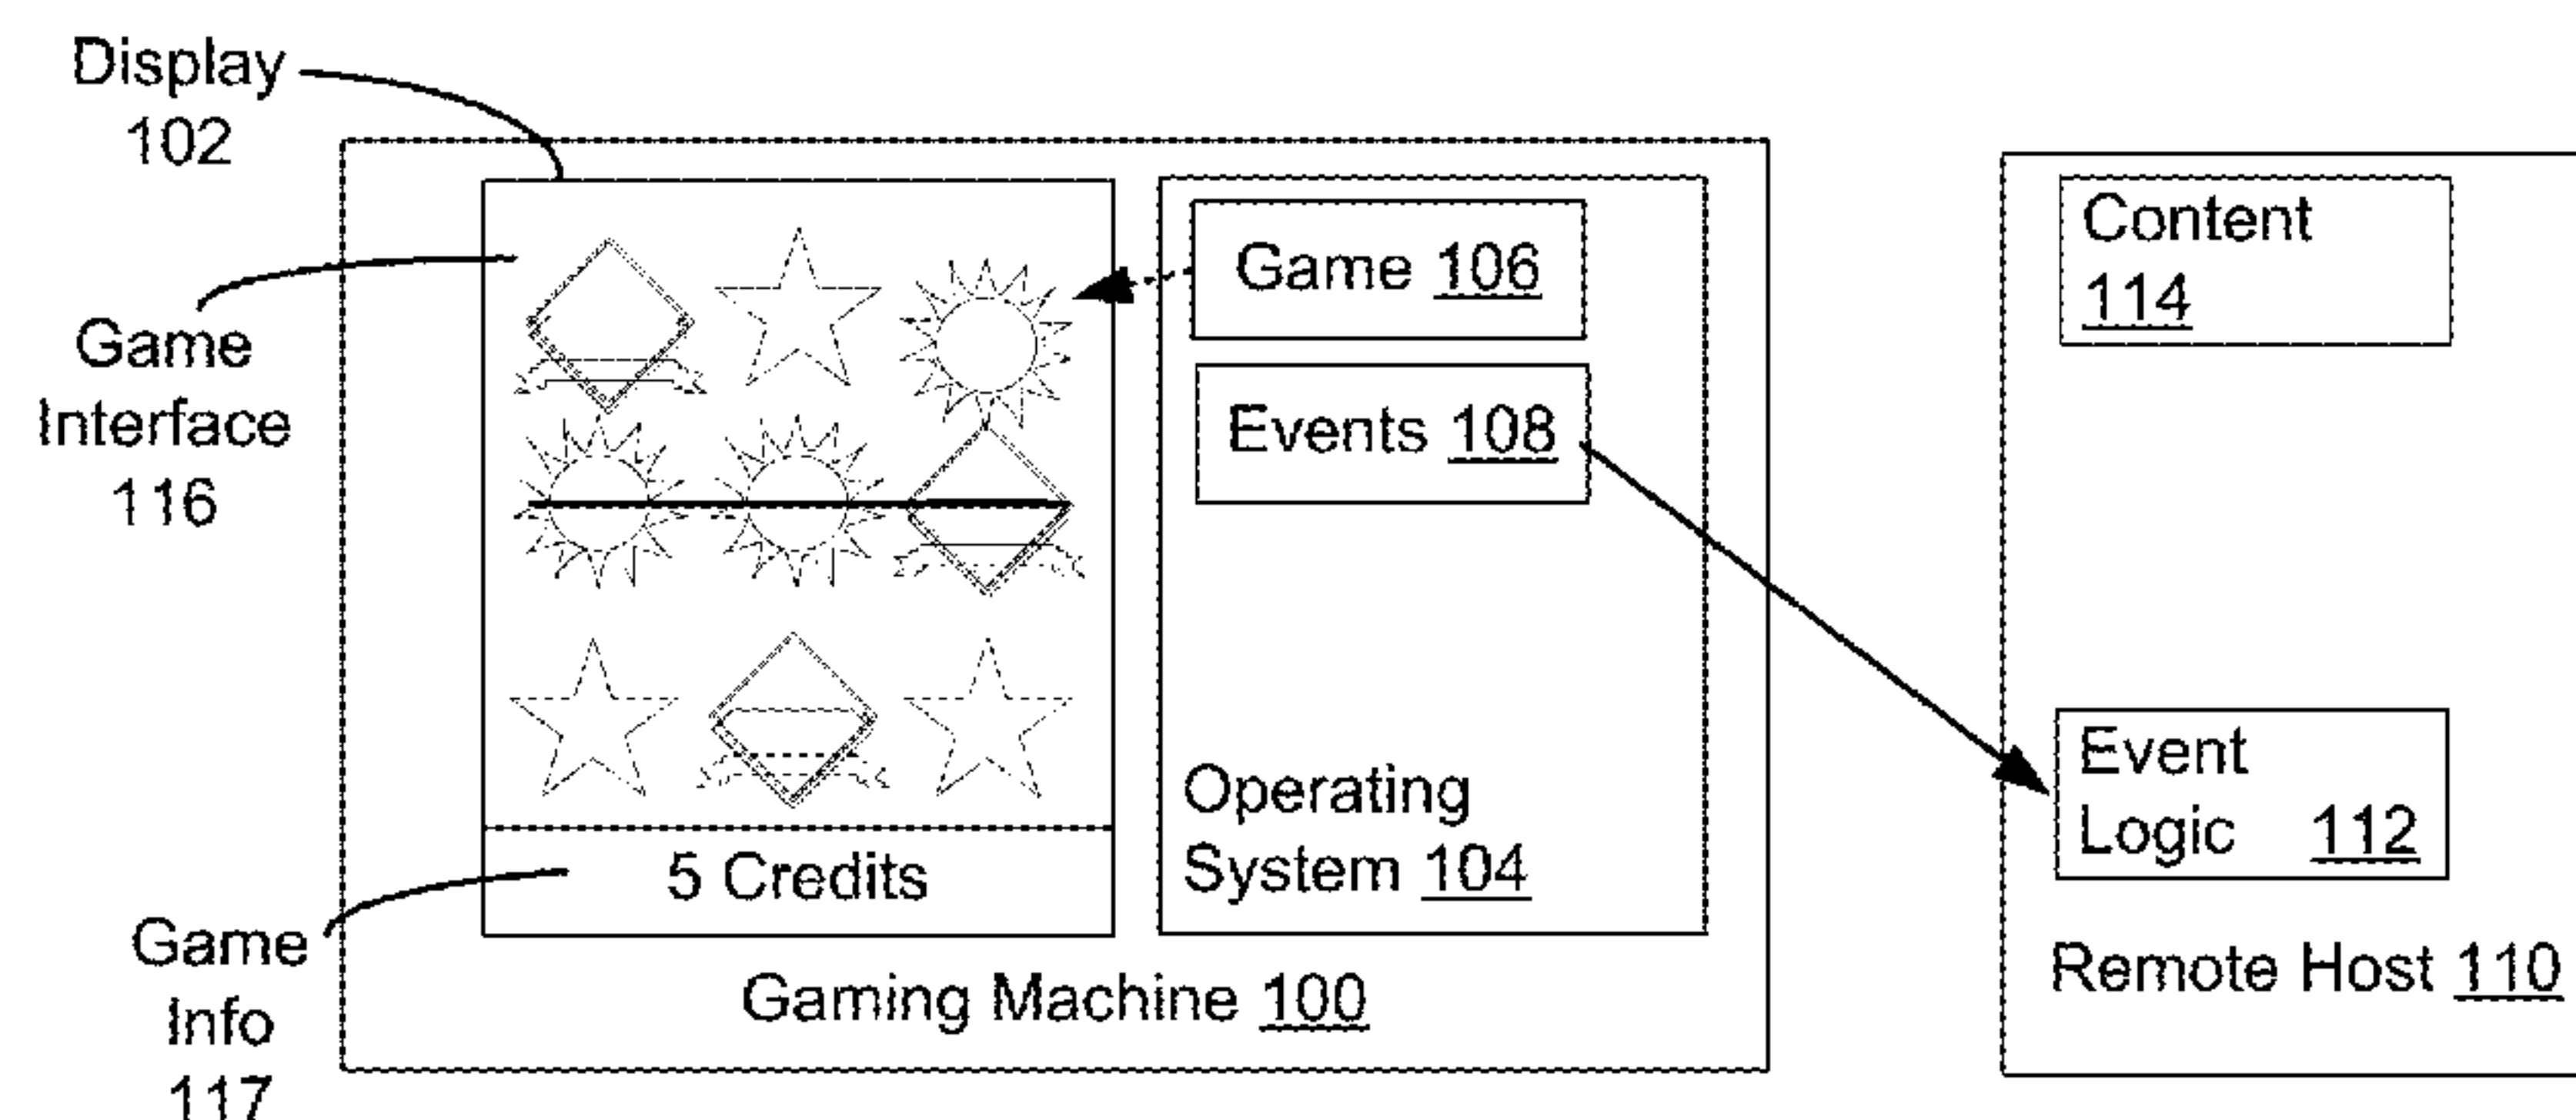 Display
102
Game
Interface
116
Game
Info
117
Game 106
Events 108
Operating
System 104
5 Credits
Gaming Machine 100
Content
114
Event
Logic 112
Remote Host 110